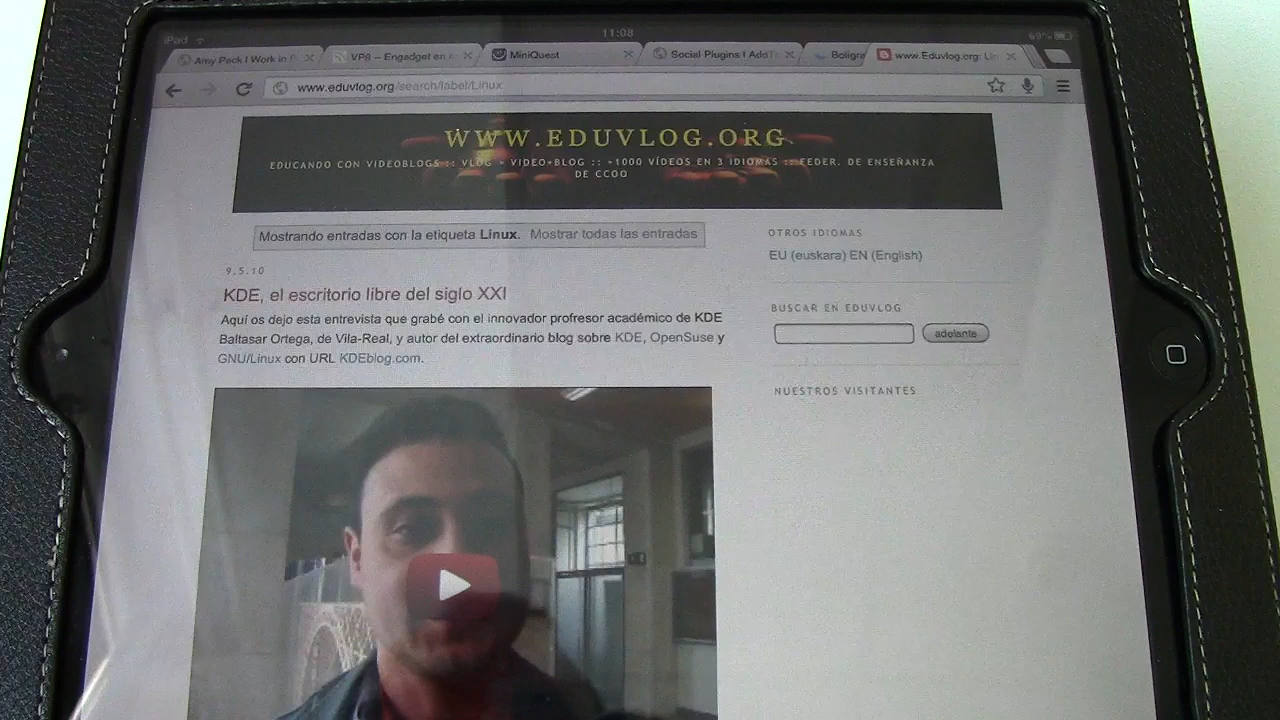 iPad
11:08
69%
Amy Pack I Work in P
VP8 – Engadget en
MiniQuest
Social Plugins I AddT
Boligra
www.Eduvlog.org: Lin
www.eduvlog.org/search/label/Linux
WWW.EDUVLOG.ORG
EDUCANDO CON VIDEOBLOGS :: VLOG = VIDEO+BLOG :: +1000 VÍDEOS EN 3 IDIOMAS :: FEDER. DE ENSEÑANZA
DE CCOO
Mostrando entradas con la etiqueta Linux. Mostrar todas las entradas
9.5.10
KDE, el escritorio libre del siglo XXI
Aquí os dejo esta entrevista que grabé con el innovador profesor académico de KDE
Baltasar Ortega, de Vila-Real, y autor del extraordinario blog sobre KDE, OpenSuse y
GNU/Linux con URL KDEblog.com.
OTROS IDIOMAS
EU (euskara) EN (English)
BUSCAR EN EDUVLOG
adelante
NUESTROS VISITANTES